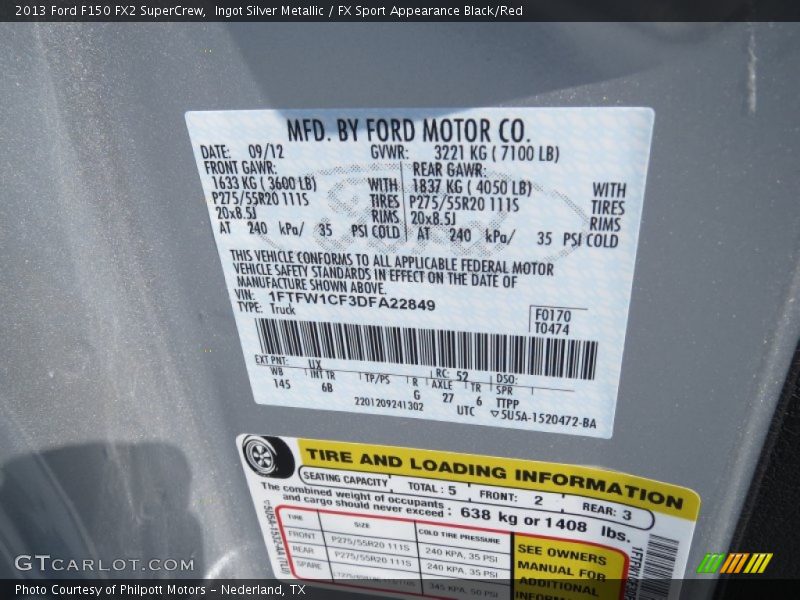 2013 Ford F150 FX2 SuperCrew,  Ingot Silver Metallic / FX Sport Appearance Black/Red
MFD. BY FORD MOTOR CO.
DATE: 09/12 GVWR: 3221 KG ( 7100 LB)
FRONT GAWR: REAR GAWR:
1633 KG ( 3600 LB) WITH 1837 KG ( 4050 LB) WITH
P275/55R20 111S TIRES P275/55R20 111S TIRES
20x8.5J RIMS 20x8.5J RIMS
AT 240 kPa/ 35 PSI COLD AT 240 kPa/ 35 PSI COLD
THIS VEHICLE CONFORMS TO ALL APPLICABLE FEDERAL MOTOR
VEHICLE SAFETY STANDARDS IN EFFECT ON THE DATE OF
MANUFACTURE SHOWN ABOVE.
VIN: 1FTFW1CF3DFA22849
TYPE: Truck
F0170
T0474
EXT PNT: UX RC: 52 DSO:
WB INT TR TP/PS R AXLE TR SPR
145 6B G 27 6 TTPP
2201209241302 UTC ▽5U5A-1520472-BA
TIRE AND LOADING INFORMATION
SEATING CAPACITY TOTAL : 5 FRONT: 2 REAR: 3
The combined weight of occupants
and cargo should never exceed : 638 kg or 1408 lbs.
TIRE SIZE COLD TIRE PRESSURE
FRONT P275/55R20 111S 240 KPA, 35 PSI
REAR P275/55R20 111S 240 KPA, 35 PSI
SPARE 345 KPA, 50 PSI
SEE OWNERS
MANUAL FOR
ADDITIONAL
INFORMATION
GTCarlot.com
Photo Courtesy of Philpott Motors – Nederland, TX